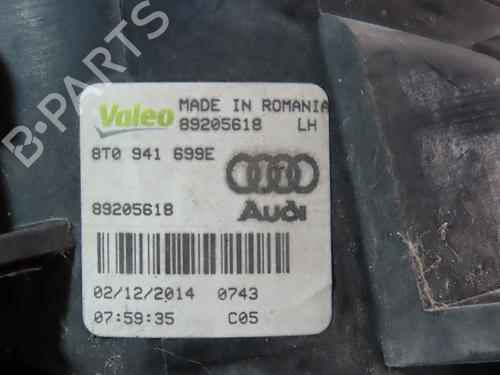 B-PARTS
Valeo MADE IN ROMANIA
89205618 LH
8T0 941 699E
89205618 Audi
02/12/2014 0743
07:59:35 C05